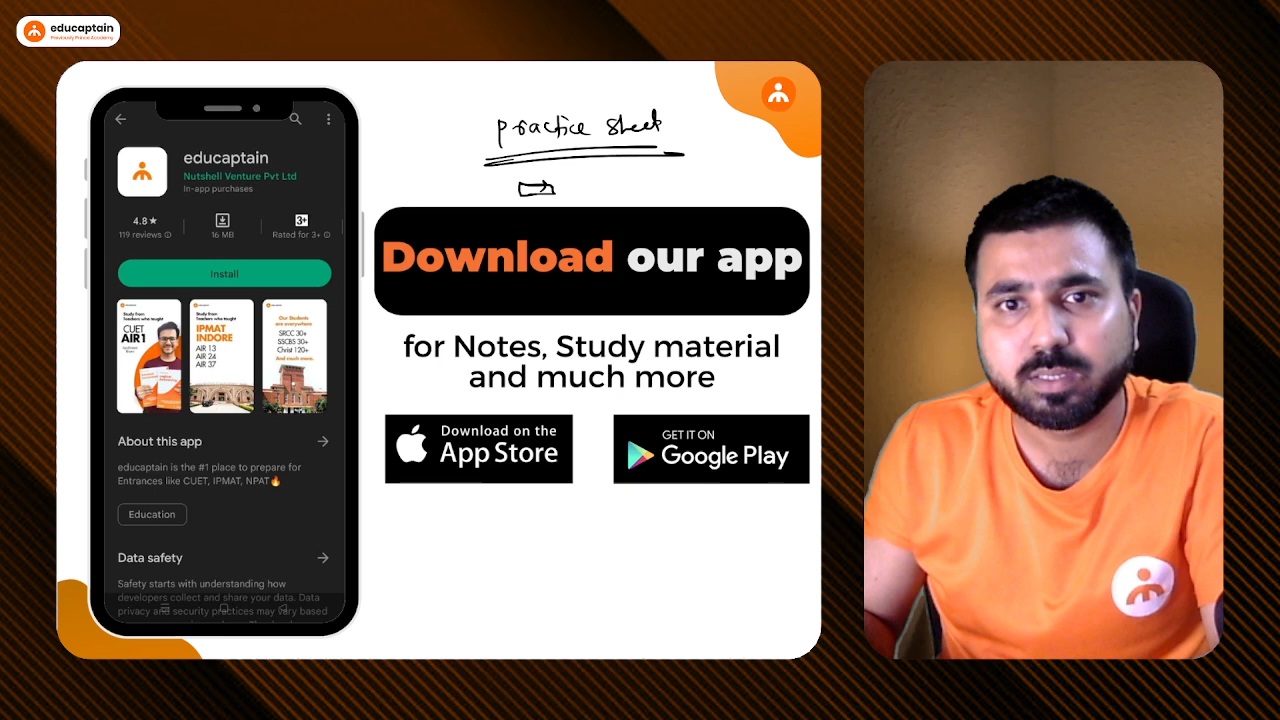 educaptain
Previously Prince Academy
practice sheet
educaptain
Nutshell Venture Pvt Ltd
In-app purchases
4.8★
119 reviews
16 MB
3+
Rated for 3+
Install
Study from
Teachers who taught
CUET
AIR1
Study from
Teachers who taught
IPMAT
INDORE
AIR 13
AIR 24
AIR 37
Our Students
are everywhere
SRCC 30+
SSCBS 30+
Christ 120+
And much more.
About this app
educaptain is the #1 place to prepare for
Entrances like CUET, IPMAT, NPAT🔥
Education
Data safety
Safety starts with understanding how
developers collect and share your data. Data
privacy and security practices may vary based
Download our app
for Notes, Study material
and much more
Download on the
App Store
GET IT ON
Google Play